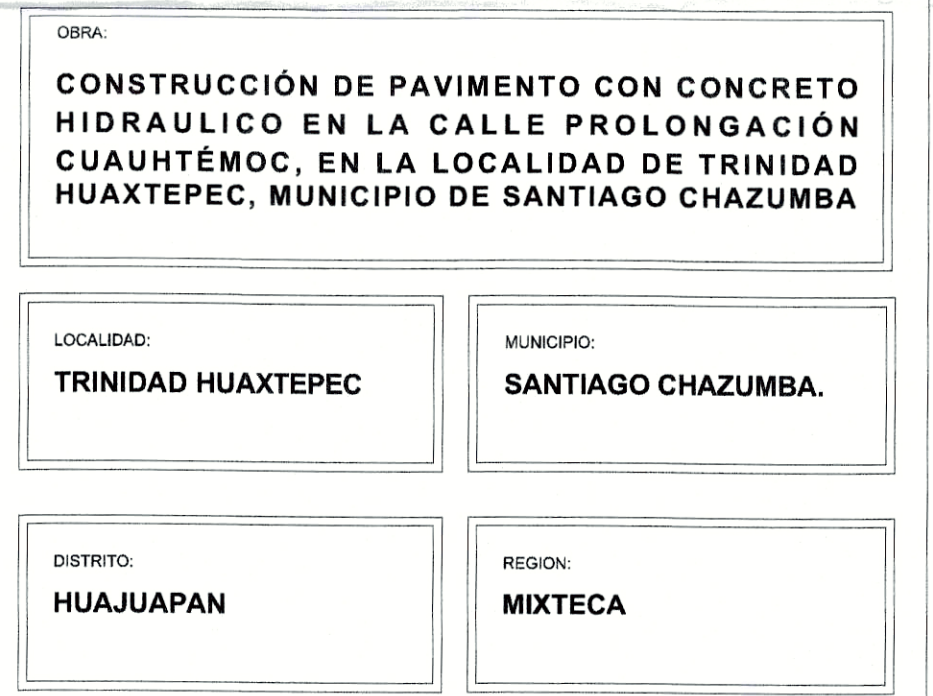 OBRA:
CONSTRUCCIÓN DE PAVIMENTO CON CONCRETO
HIDRAULICO EN LA CALLE PROLONGACIÓN
CUAUHTÉMOC, EN LA LOCALIDAD DE TRINIDAD
HUAXTEPEC, MUNICIPIO DE SANTIAGO CHAZUMBA
LOCALIDAD:
TRINIDAD HUAXTEPEC
MUNICIPIO:
SANTIAGO CHAZUMBA.
DISTRITO:
HUAJUAPAN
REGION:
MIXTECA